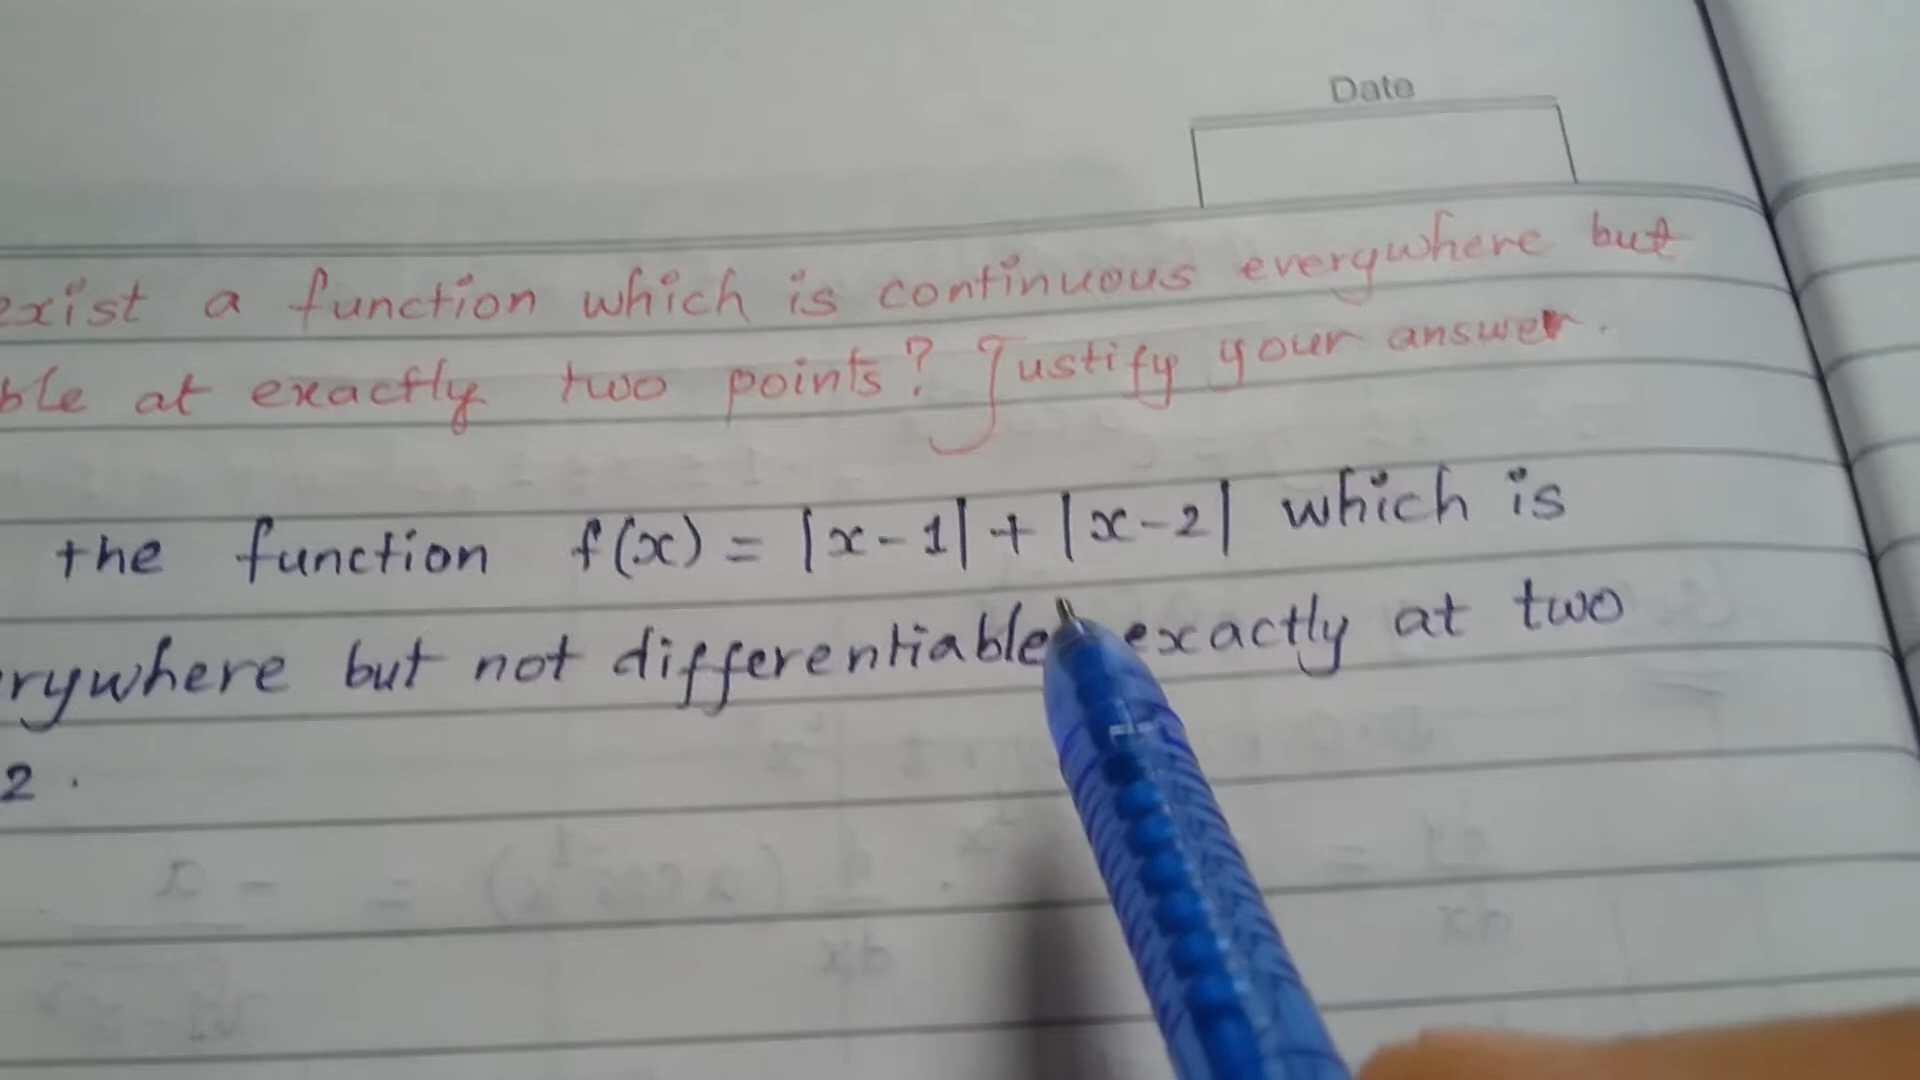 Date
exist a function which is continuous everywhere but
ble at exactly two points? Justify your answer.
the function f(x) = |x-1| + |x-2| which is
rywhere but not differentiable exactly at two
2.